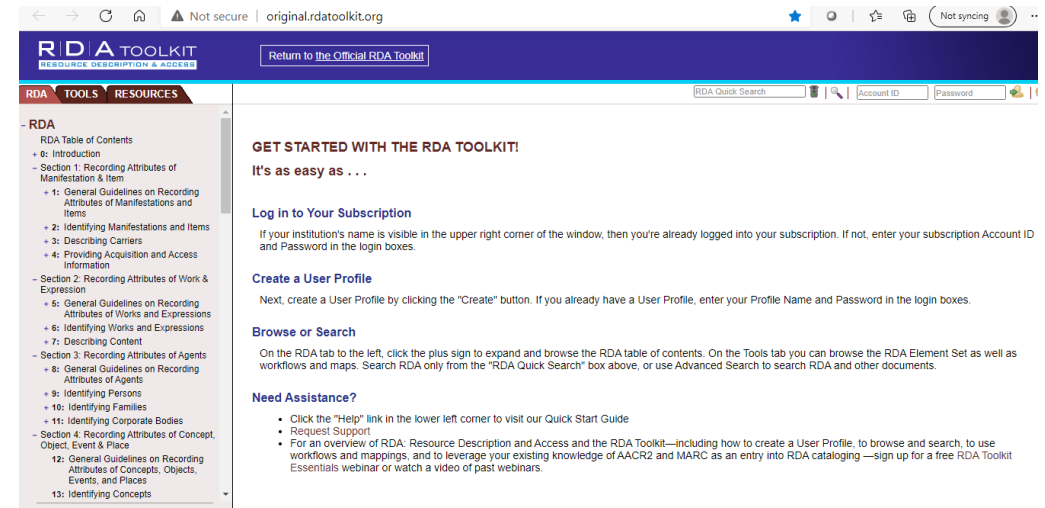 Not secure original.rdatoolkit.org Not syncing
R|D|A TOOLKIT
RESOURCE DESCRIPTION & ACCESS
Return to the Official RDA Toolkit
RDA TOOLS RESOURCES
RDA Quick Search Account ID Password
- RDA
RDA Table of Contents
+ 0: Introduction
– Section 1: Recording Attributes of
Manifestation & Item
+ 1: General Guidelines on Recording
Attributes of Manifestations and
Items
+ 2: Identifying Manifestations and Items
+ 3: Describing Carriers
+ 4: Providing Acquisition and Access
Information
– Section 2: Recording Attributes of Work &
Expression
+ 5: General Guidelines on Recording
Attributes of Works and Expressions
+ 6: Identifying Works and Expressions
+ 7: Describing Content
– Section 3: Recording Attributes of Agents
+ 8: General Guidelines on Recording
Attributes of Agents
+ 9: Identifying Persons
+ 10: Identifying Families
+ 11: Identifying Corporate Bodies
– Section 4: Recording Attributes of Concept,
Object, Event & Place
12: General Guidelines on Recording
Attributes of Concepts, Objects,
Events, and Places
13: Identifying Concepts
GET STARTED WITH THE RDA TOOLKIT!
It's as easy as . . .
Log in to Your Subscription
If your institution's name is visible in the upper right corner of the window, then you're already logged into your subscription. If not, enter your subscription Account ID
and Password in the login boxes.
Create a User Profile
Next, create a User Profile by clicking the "Create" button. If you already have a User Profile, enter your Profile Name and Password in the login boxes.
Browse or Search
On the RDA tab to the left, click the plus sign to expand and browse the RDA table of contents. On the Tools tab you can browse the RDA Element Set as well as
workflows and maps. Search RDA only from the "RDA Quick Search" box above, or use Advanced Search to search RDA and other documents.
Need Assistance?
• Click the "Help" link in the lower left corner to visit our Quick Start Guide
• Request Support
• For an overview of RDA: Resource Description and Access and the RDA Toolkit—including how to create a User Profile, to browse and search, to use
workflows and mappings, and to leverage your existing knowledge of AACR2 and MARC as an entry into RDA cataloging —sign up for a free RDA Toolkit
Essentials webinar or watch a video of past webinars.